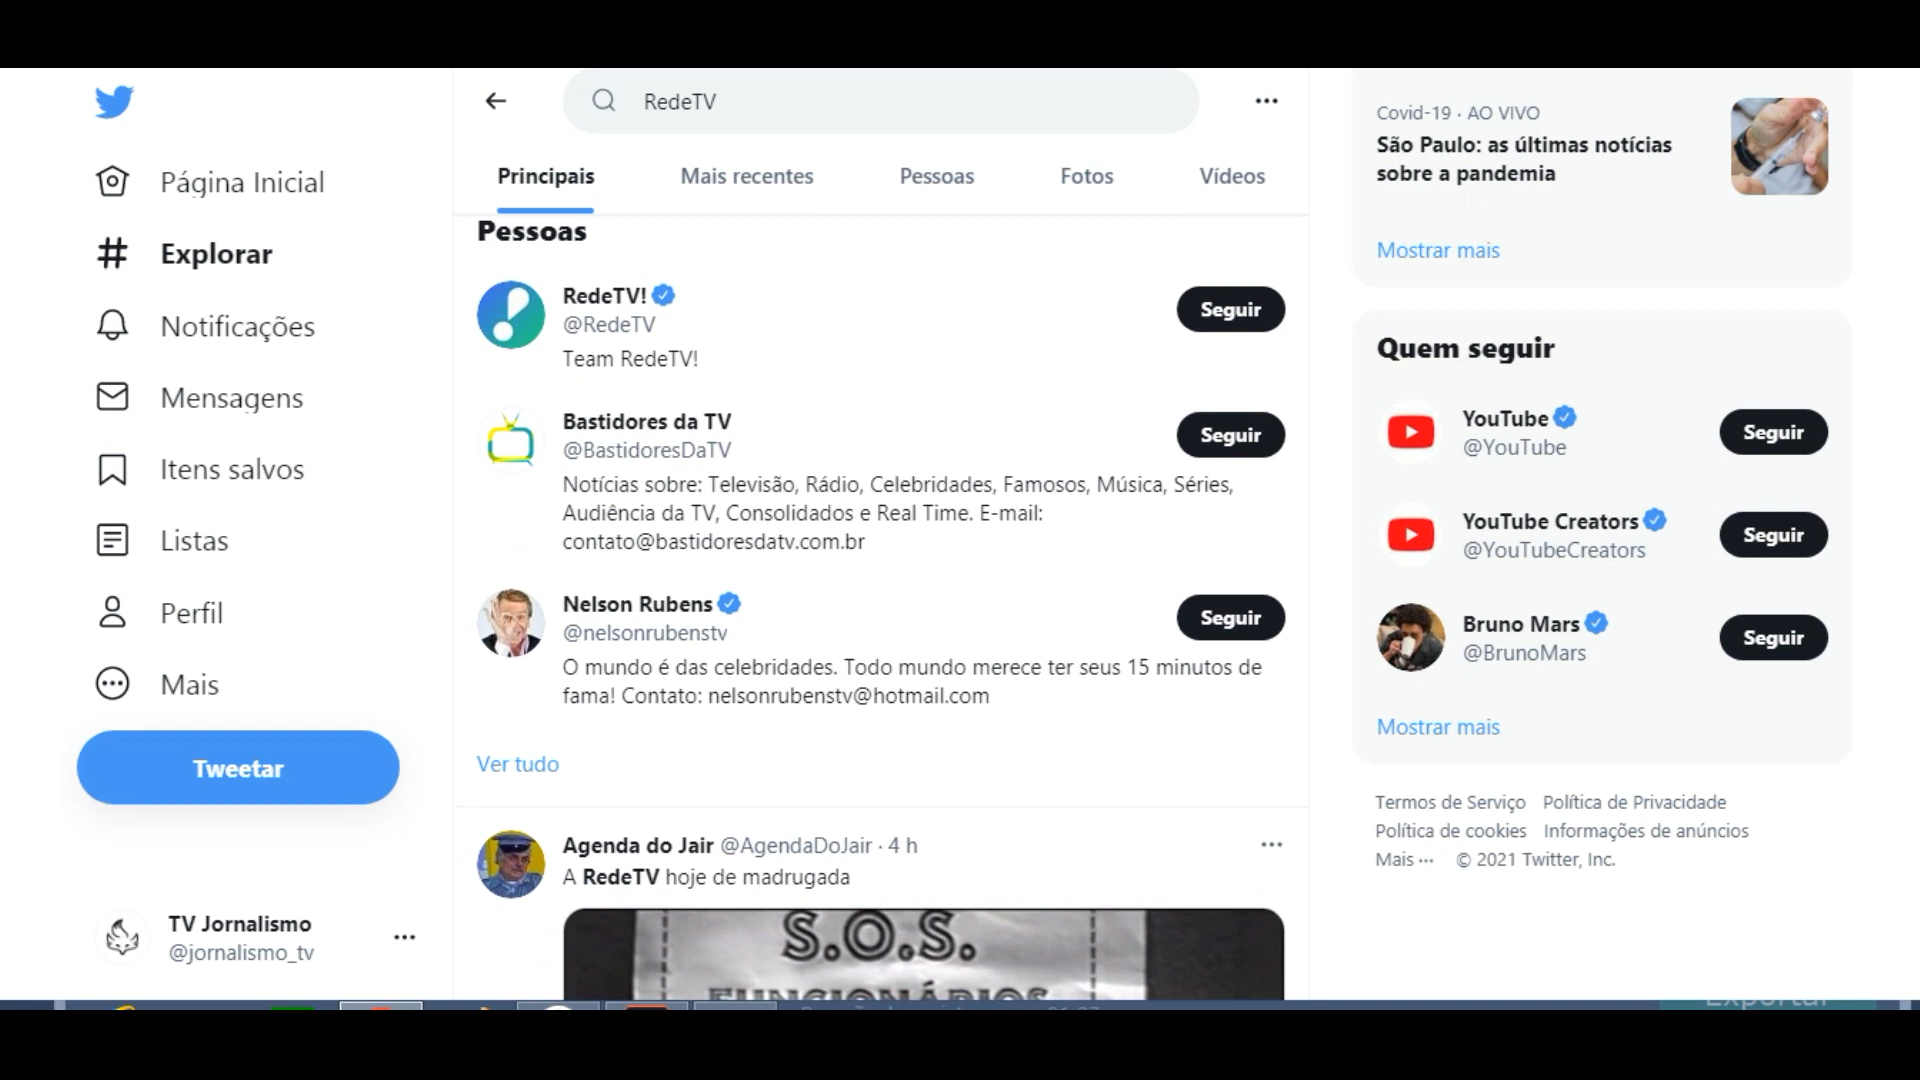 RedeTV
Principais
Mais recentes
Pessoas
Fotos
Vídeos
Página Inicial
Explorar
Notificações
Mensagens
Itens salvos
Listas
Perfil
Mais
Tweetar
TV Jornalismo
@jornalismo_tv
Pessoas
RedeTV!
@RedeTV
Team RedeTV!
Seguir
Bastidores da TV
@BastidoresDaTV
Notícias sobre: Televisão, Rádio, Celebridades, Famosos, Música, Séries,
Audiência da TV, Consolidados e Real Time. E-mail:
contato@bastidoresdatv.com.br
Seguir
Nelson Rubens
@nelsonrubenstv
O mundo é das celebridades. Todo mundo merece ter seus 15 minutos de
fama! Contato: nelsonrubenstv@hotmail.com
Seguir
Ver tudo
Agenda do Jair @AgendaDoJair · 4 h
A RedeTV hoje de madrugada
S.O.S.
FUNCIONÁRIOS
Covid-19 · AO VIVO
São Paulo: as últimas notícias
sobre a pandemia
Mostrar mais
Quem seguir
YouTube
@YouTube
Seguir
YouTube Creators
@YouTubeCreators
Seguir
Bruno Mars
@BrunoMars
Seguir
Mostrar mais
Termos de Serviço Política de Privacidade
Política de cookies Informações de anúncios
Mais ··· © 2021 Twitter, Inc.
Exportar